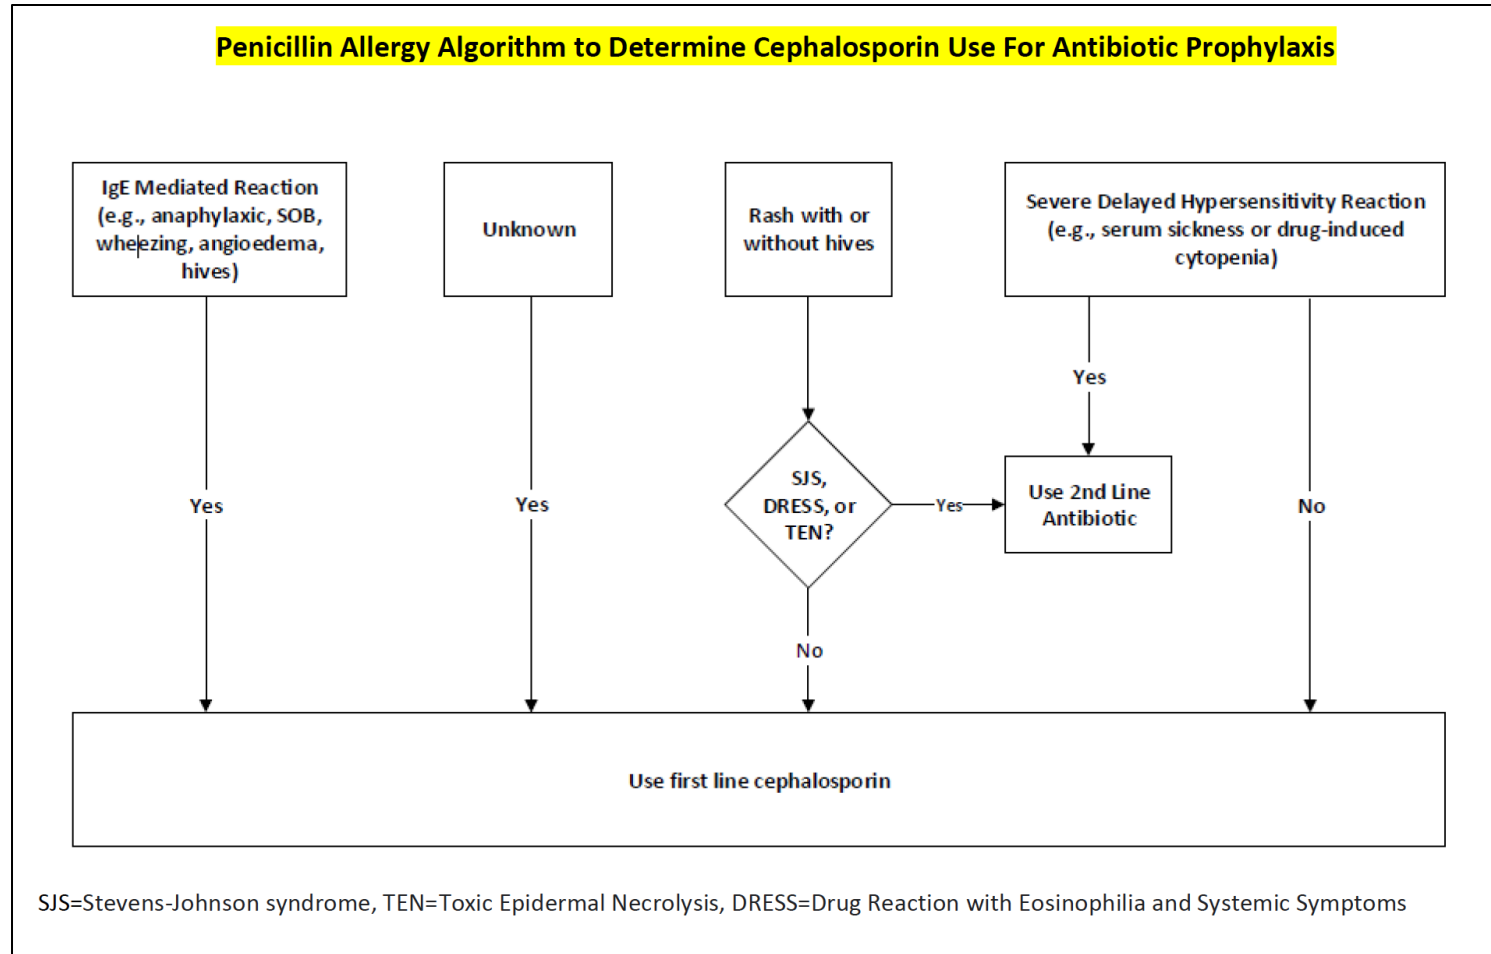 Penicillin Allergy Algorithm to Determine Cephalosporin Use For Antibiotic Prophylaxis
IgE Mediated Reaction
(e.g., anaphylaxic, SOB,
wheezing, angioedema,
hives)
Unknown
Rash with or
without hives
Severe Delayed Hypersensitivity Reaction
(e.g., serum sickness or drug-induced
cytopenia)
Yes
Yes
Yes
SJS,
DRESS, or
TEN?
Yes
Use 2nd Line
Antibiotic
No
No
Use first line cephalosporin
SJS=Stevens-Johnson syndrome, TEN=Toxic Epidermal Necrolysis, DRESS=Drug Reaction with Eosinophilia and Systemic Symptoms